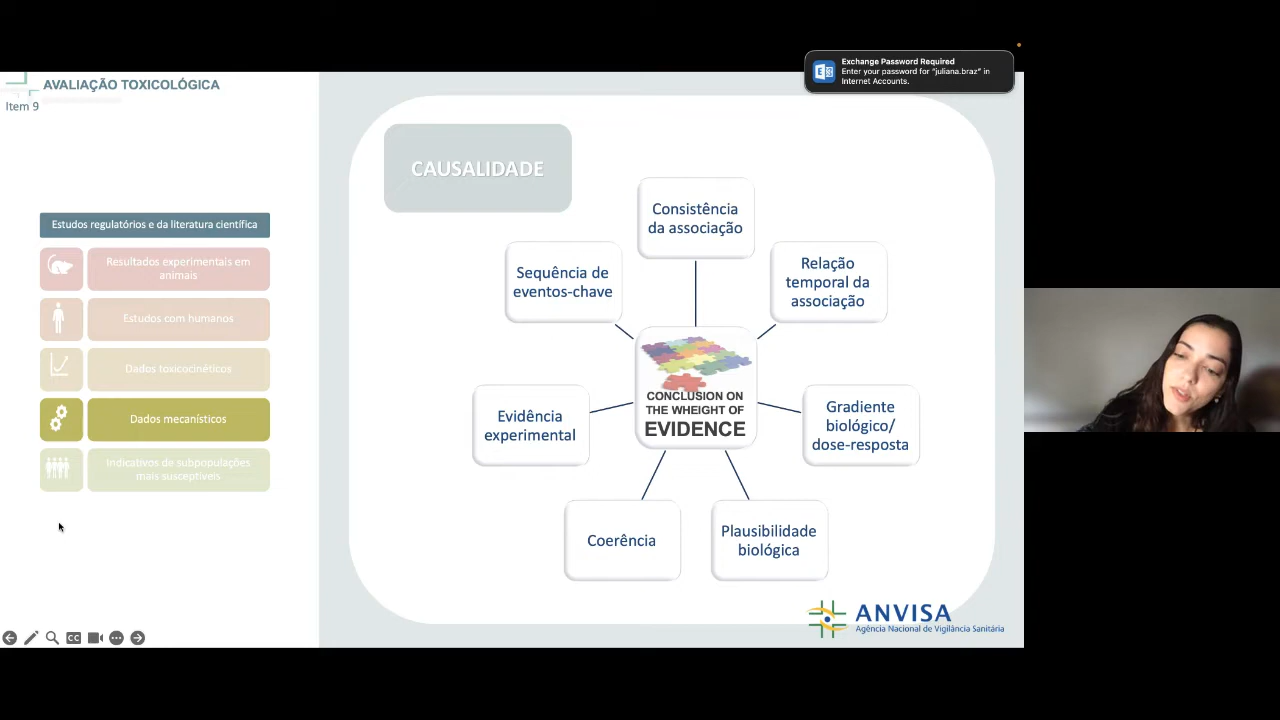 AVALIAÇÃO TOXICOLÓGICA
Item 9
Exchange Password Required
Enter your password for “juliana.braz” in
Internet Accounts.
Estudos regulatórios e da literatura científica
Resultados experimentais em
animais
Estudos com humanos
Dados toxicocinéticos
Dados mecanísticos
Indicativos de subpopulações
mais susceptíveis
CAUSALIDADE
Consistência
da associação
Sequência de
eventos-chave
Relação
temporal da
associação
CONCLUSION ON
THE WHEIGHT OF
EVIDENCE
Evidência
experimental
Gradiente
biológico/
dose-resposta
Coerência
Plausibilidade
biológica
ANVISA
Agência Nacional de Vigilância Sanitária
CC